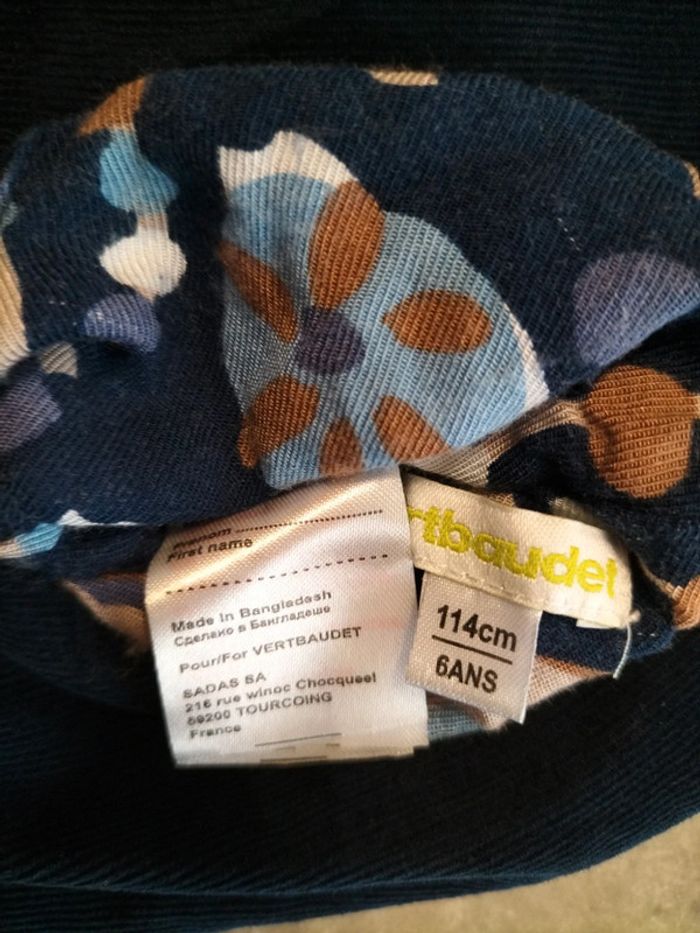 Prenom
First name
Made in Bangladesh
Сделано в Бангладеше
Pour/For VERTBAUDET
SADAS SA
216 rue winoc Chocqueel
59200 TOURCOING
France
rtbaudet
114cm
6ANS